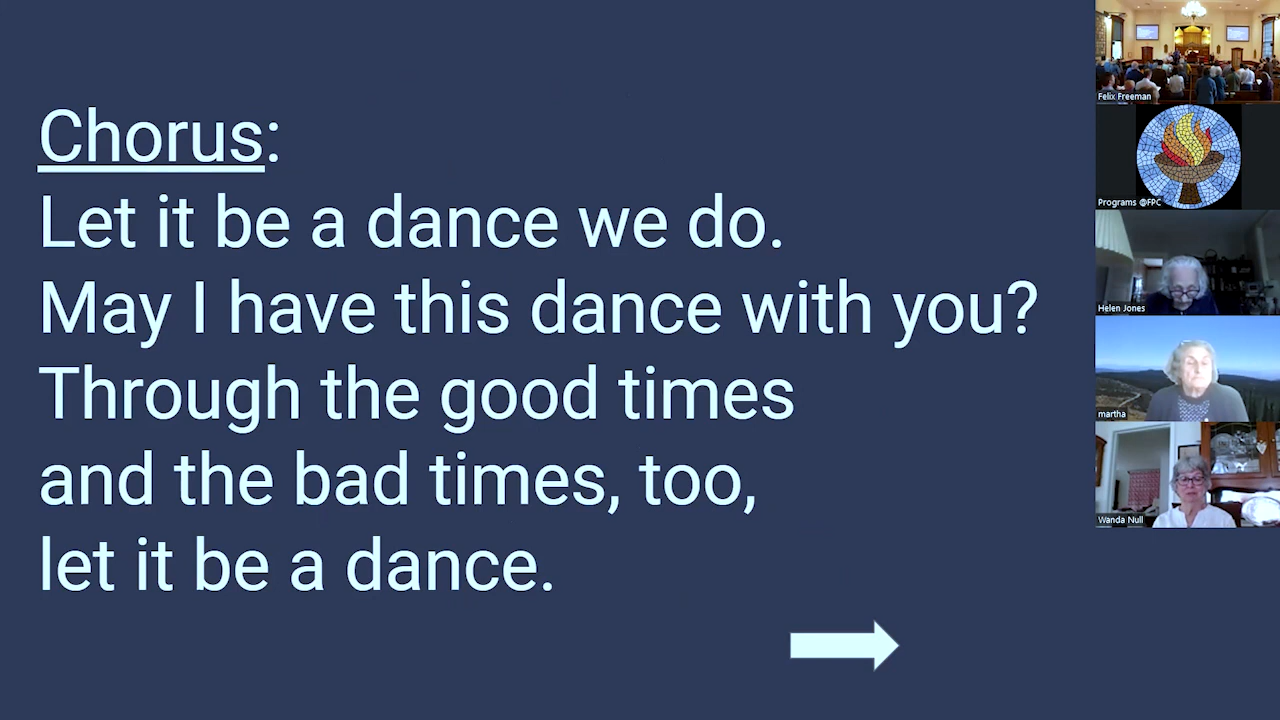 Chorus:
Let it be a dance we do.
May I have this dance with you?
Through the good times
and the bad times, too,
let it be a dance.
Felix Freeman
Programs @FPC
Helen Jones
martha
Wanda Null